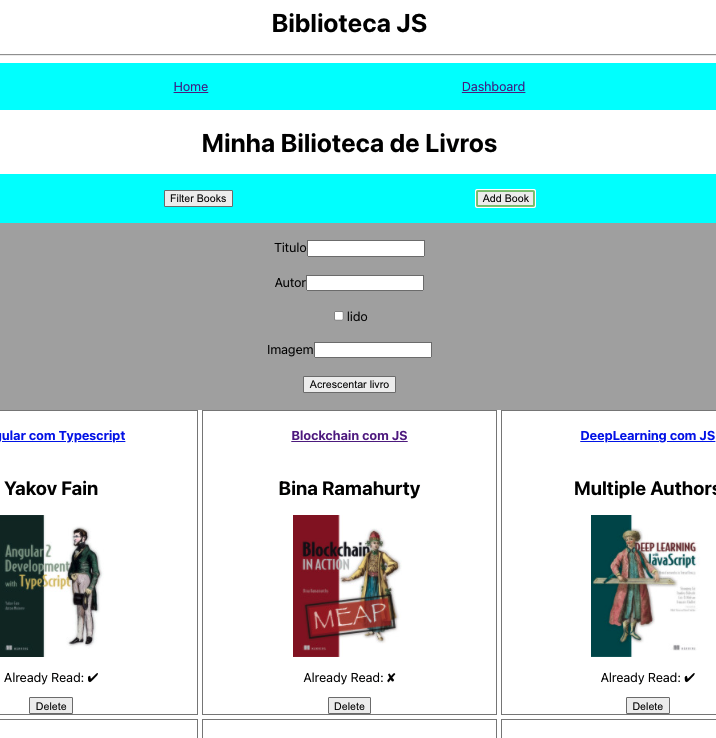 Biblioteca JS
Home Dashboard
Minha Bilioteca de Livros
Filter Books Add Book
Titulo
Autor
lido
Imagem
Acrescentar livro
gular com Typescript Blockchain com JS DeepLearning com JS
Yakov Fain Bina Ramahurty Multiple Authors
Angular 2
Development
with TypeScript
Blockchain
IN ACTION
MEAP
DEEP LEARNING
JavaScript
Already Read: ✔ Already Read: ✘ Already Read: ✔
Delete Delete Delete